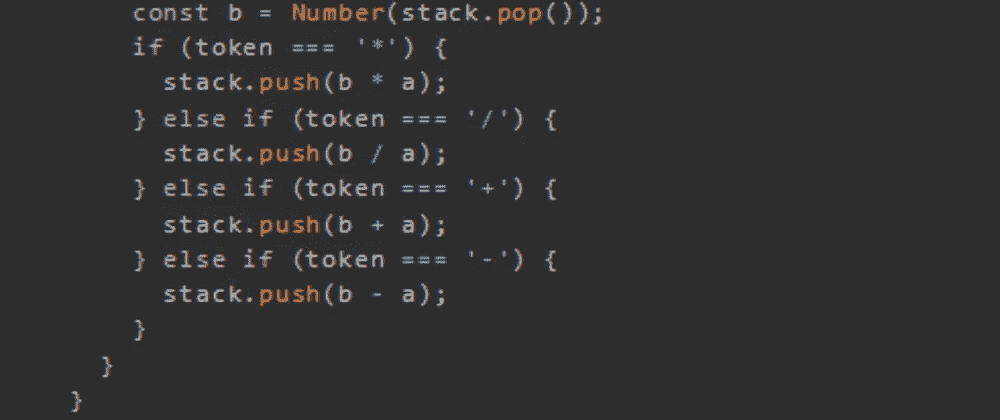 const b = Number(stack.pop());
if (token === '*') {
stack.push(b * a);
} else if (token === '/') {
stack.push(b / a);
} else if (token === '+') {
stack.push(b + a);
} else if (token === '-') {
stack.push(b - a);
}
}
}